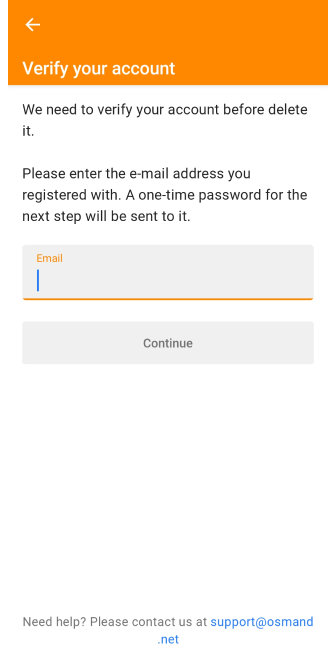 Verify your account
We need to verify your account before delete
it.
Please enter the e-mail address you
registered with. A one-time password for the
next step will be sent to it.
Email
Continue
Need help? Please contact us at support@osmand
.net